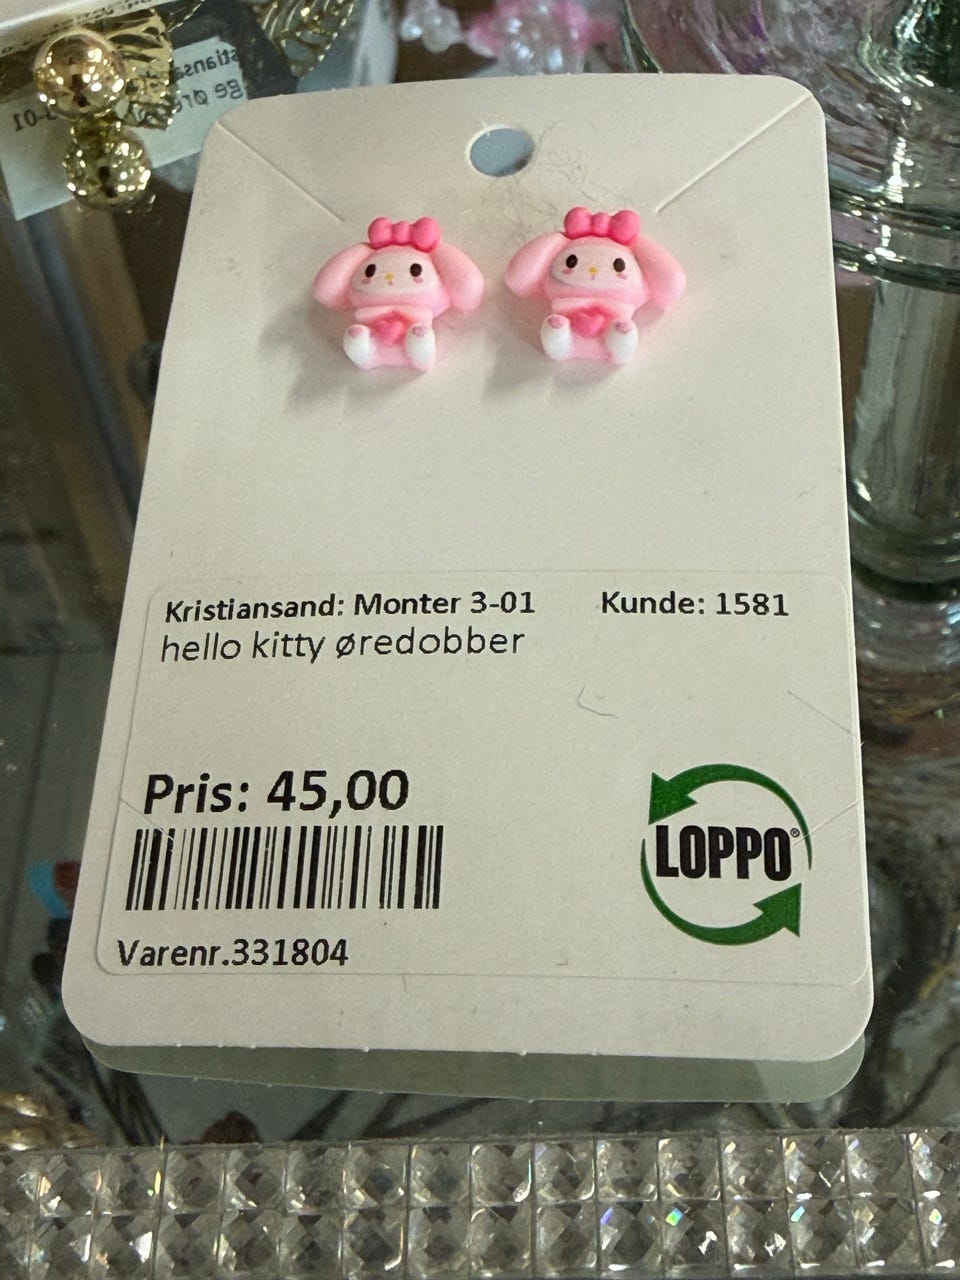 Kristiansand: Monter 3-01 Kunde: 1581
hello kitty øredobber
Pris: 45,00
LOPPO®
Varenr.331804